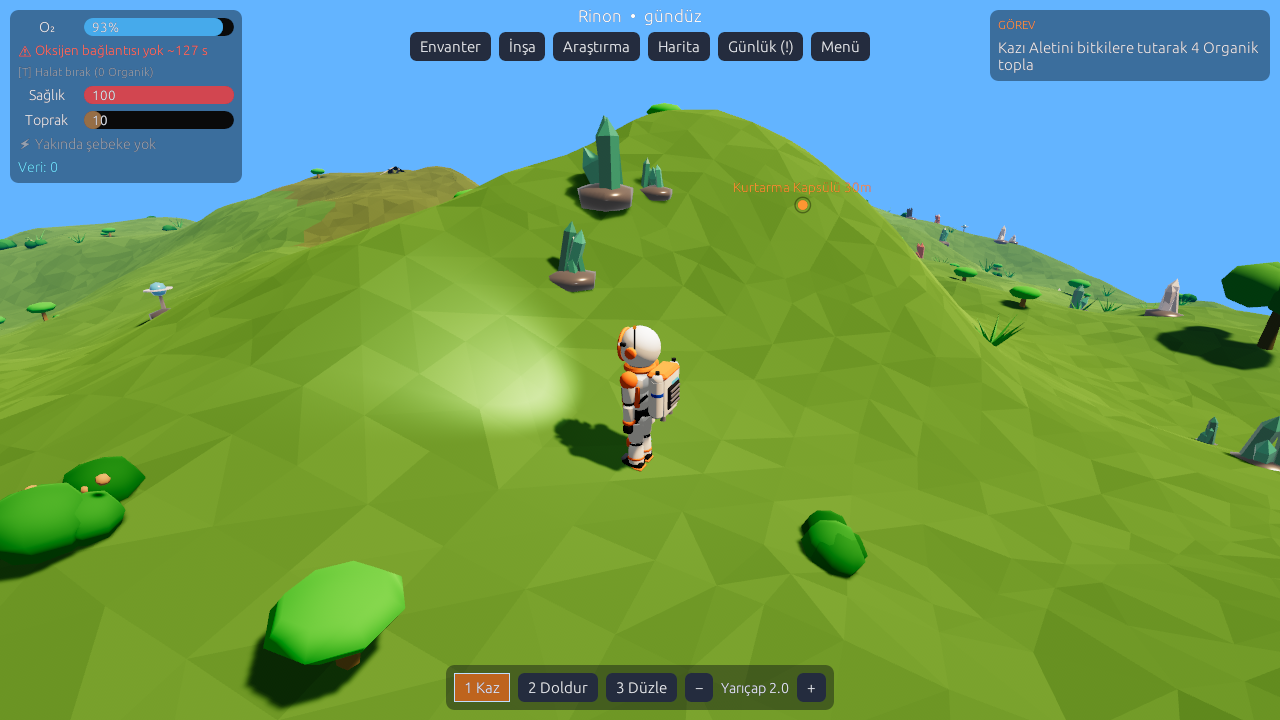 O₂ 93%
⚠ Oksijen bağlantısı yok ~127 s
[T] Halat bırak (0 Organik)
Sağlık 100
Toprak 10
⚡ Yakında şebeke yok
Veri: 0
Rinon • gündüz
Envanter İnşa Araştırma Harita Günlük (!) Menü
GÖREV
Kazı Aletini bitkilere tutarak 4 Organik
topla
Kurtarma Kapsülü
1 Kaz 2 Doldur 3 Düzle − Yarıçap 2.0 +